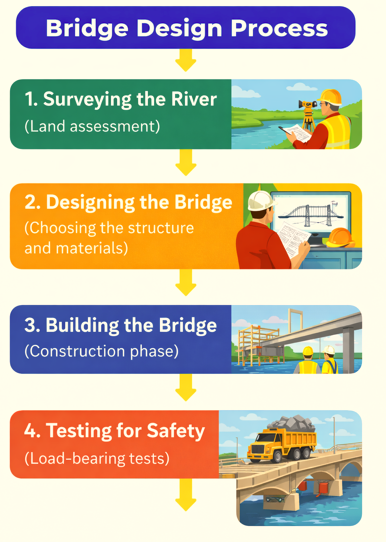 Bridge Design Process
1. Surveying the River
(Land assessment)
2. Designing the Bridge
(Choosing the structure
and materials)
3. Building the Bridge
(Construction phase)
4. Testing for Safety
(Load-bearing tests)